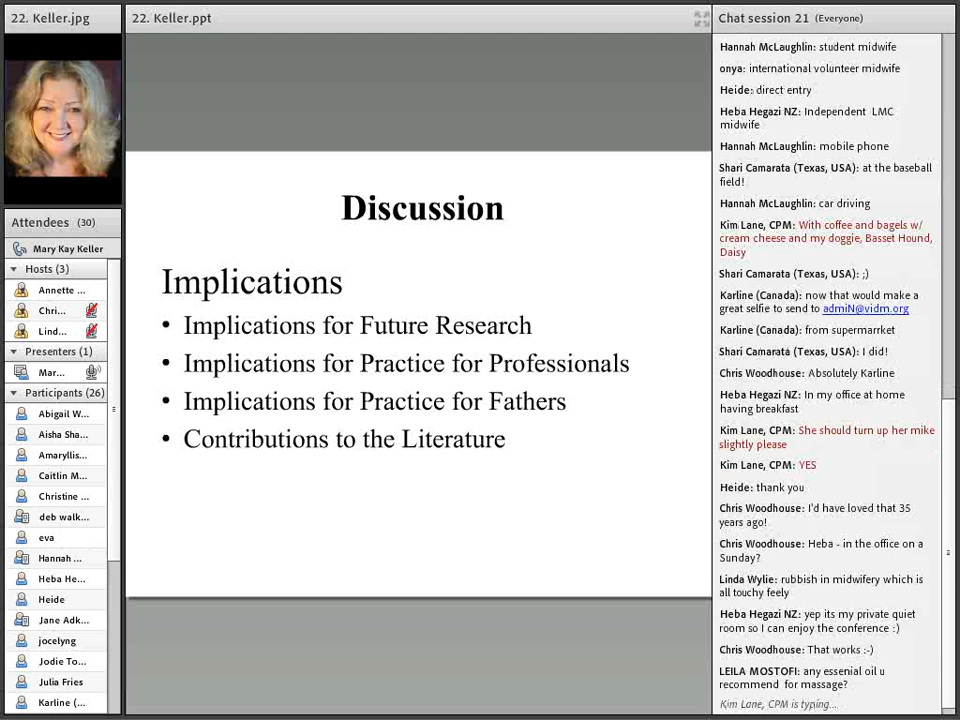 22. Keller.jpg
Attendees (30)
Mary Kay Keller
Hosts (3)
Annette ...
Chri...
Lind...
Presenters (1)
Mar...
Participants (26)
Abigail W...
Aisha Sha...
Amaryllis...
Caitlin M...
Christine ...
deb walk...
eva
Hannah ...
Heba He...
Heide
Jane Adk...
jocelyng
Jodie To...
Julia Fries
Karline (...
22. Keller.ppt
Discussion
Implications
• Implications for Future Research
• Implications for Practice for Professionals
• Implications for Practice for Fathers
• Contributions to the Literature
Chat session 21 (Everyone)
Hannah McLaughlin: student midwife
onya: international volunteer midwife
Heide: direct entry
Heba Hegazi NZ: Independent LMC
midwife
Hannah McLaughlin: mobile phone
Shari Camarata (Texas, USA): at the baseball
field!
Hannah McLaughlin: car driving
Kim Lane, CPM: With coffee and bagels w/
cream cheese and my doggie, Basset Hound,
Daisy
Shari Camarata (Texas, USA): ;)
Karline (Canada): now that would make a
great selfie to send to admiN@vidm.org
Karline (Canada): from supermarrket
Shari Camarata (Texas, USA): I did!
Chris Woodhouse: Absolutely Karline
Heba Hegazi NZ: In my office at home
having breakfast
Kim Lane, CPM: She should turn up her mike
slightly please
Kim Lane, CPM: YES
Heide: thank you
Chris Woodhouse: I'd have loved that 35
years ago!
Chris Woodhouse: Heba - in the office on a
Sunday?
Linda Wylie: rubbish in midwifery which is
all touchy feely
Heba Hegazi NZ: yep its my private quiet
room so I can enjoy the conference :)
Chris Woodhouse: That works :-)
LEILA MOSTOFI: any essenial oil u
recommend for massage?
Kim Lane, CPM is typing...